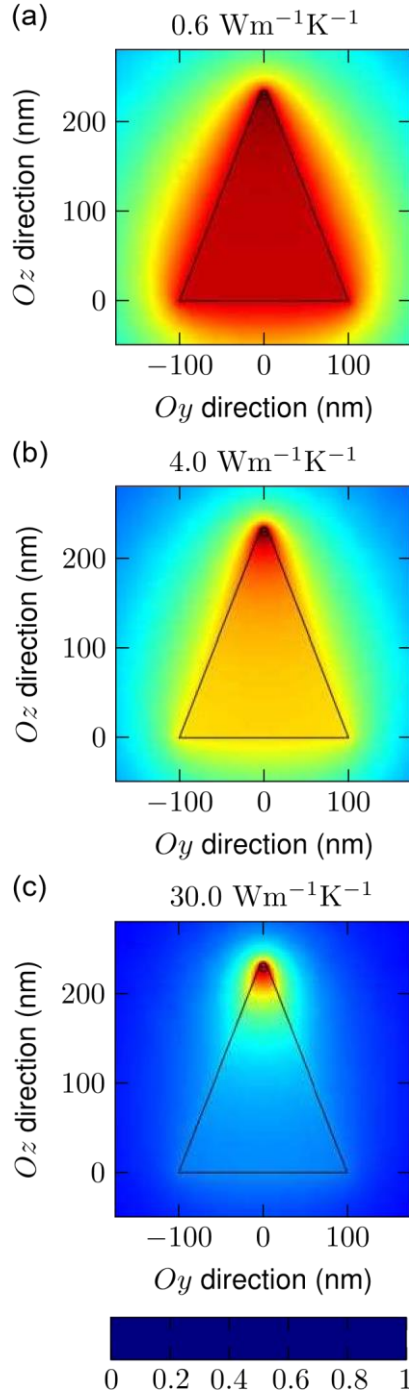 (a)
0.6 Wm⁻¹K⁻¹
Oz direction (nm)
200
100
0
−100 0 100
Oy direction (nm)
(b)
4.0 Wm⁻¹K⁻¹
Oz direction (nm)
200
100
0
−100 0 100
Oy direction (nm)
(c)
30.0 Wm⁻¹K⁻¹
Oz direction (nm)
200
100
0
−100 0 100
Oy direction (nm)
0 0.2 0.4 0.6 0.8 1